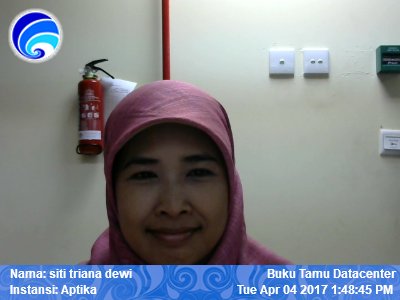 Nama: siti triana dewi
Buku Tamu Datacenter
Instansi: Aptika
Tue Apr 04 2017 1:48:45 PM